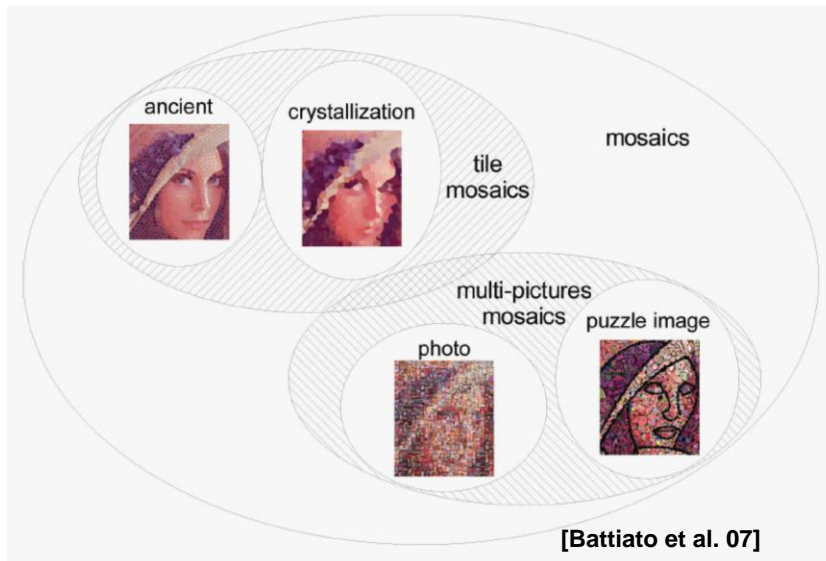 ancient
crystallization
tile
mosaics
mosaics
multi-pictures
mosaics
photo
puzzle image
[Battiato et al. 07]